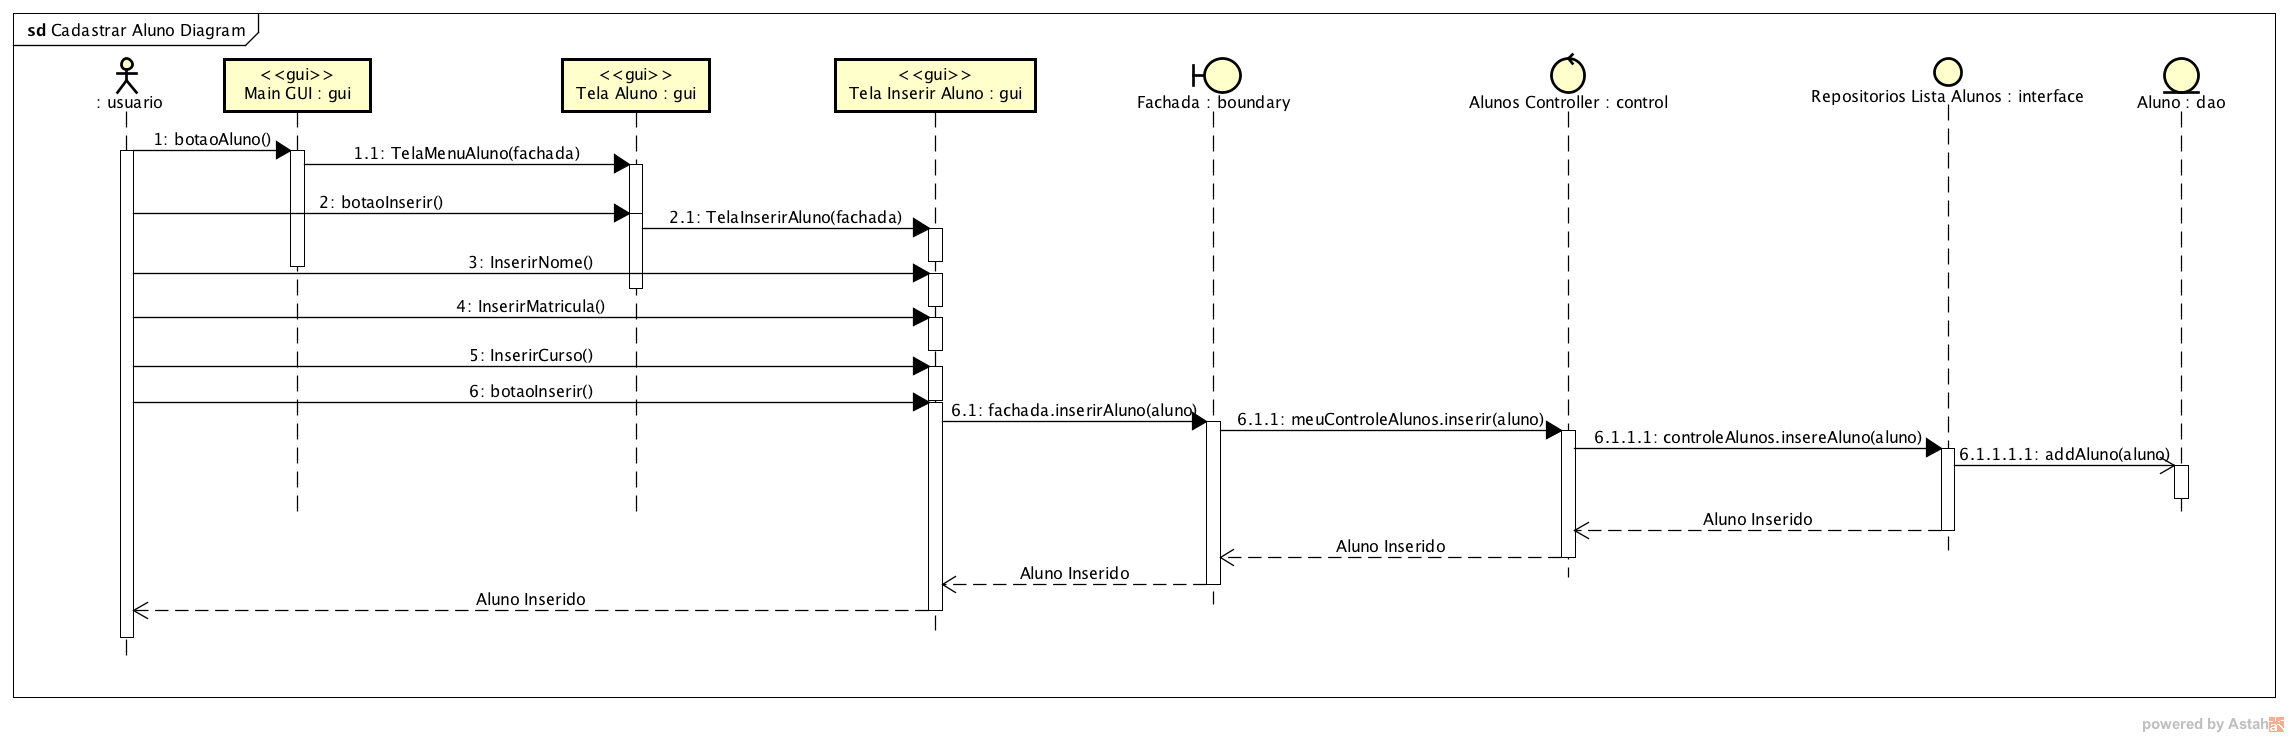 sd Cadastrar Aluno Diagram
: usuario
<<gui>>
Main GUI : gui
<<gui>>
Tela Aluno : gui
<<gui>>
Tela Inserir Aluno : gui
Fachada : boundary
Alunos Controller : control
Repositorios Lista Alunos : interface
Aluno : dao
1: botaoAluno()
1.1: TelaMenuAluno(fachada)
2: botaoInserir()
2.1: TelaInserirAluno(fachada)
3: InserirNome()
4: InserirMatricula()
5: InserirCurso()
6: botaoInserir()
6.1: fachada.inserirAluno(aluno)
6.1.1: meuControleAlunos.inserir(aluno)
6.1.1.1: controleAlunos.insereAluno(aluno)
6.1.1.1.1: addAluno(aluno)
Aluno Inserido
Aluno Inserido
Aluno Inserido
Aluno Inserido
powered by Astah